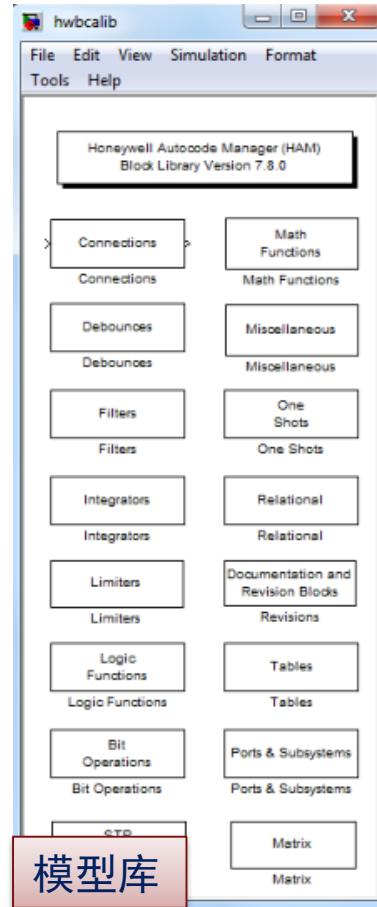 hwbcalib
File Edit View Simulation Format
Tools Help
Honeywell Autocode Manager (HAM)
Block Library Version 7.8.0
Connections
Connections
Math
Functions
Math Functions
Debounces
Debounces
Miscellaneous
Miscellaneous
Filters
Filters
One
Shots
One Shots
Integrators
Integrators
Relational
Relational
Limiters
Limiters
Documentation and
Revision Blocks
Revisions
Logic
Functions
Logic Functions
Tables
Tables
Bit
Operations
Bit Operations
Ports & Subsystems
Ports & Subsystems
Matrix
Matrix
模型库